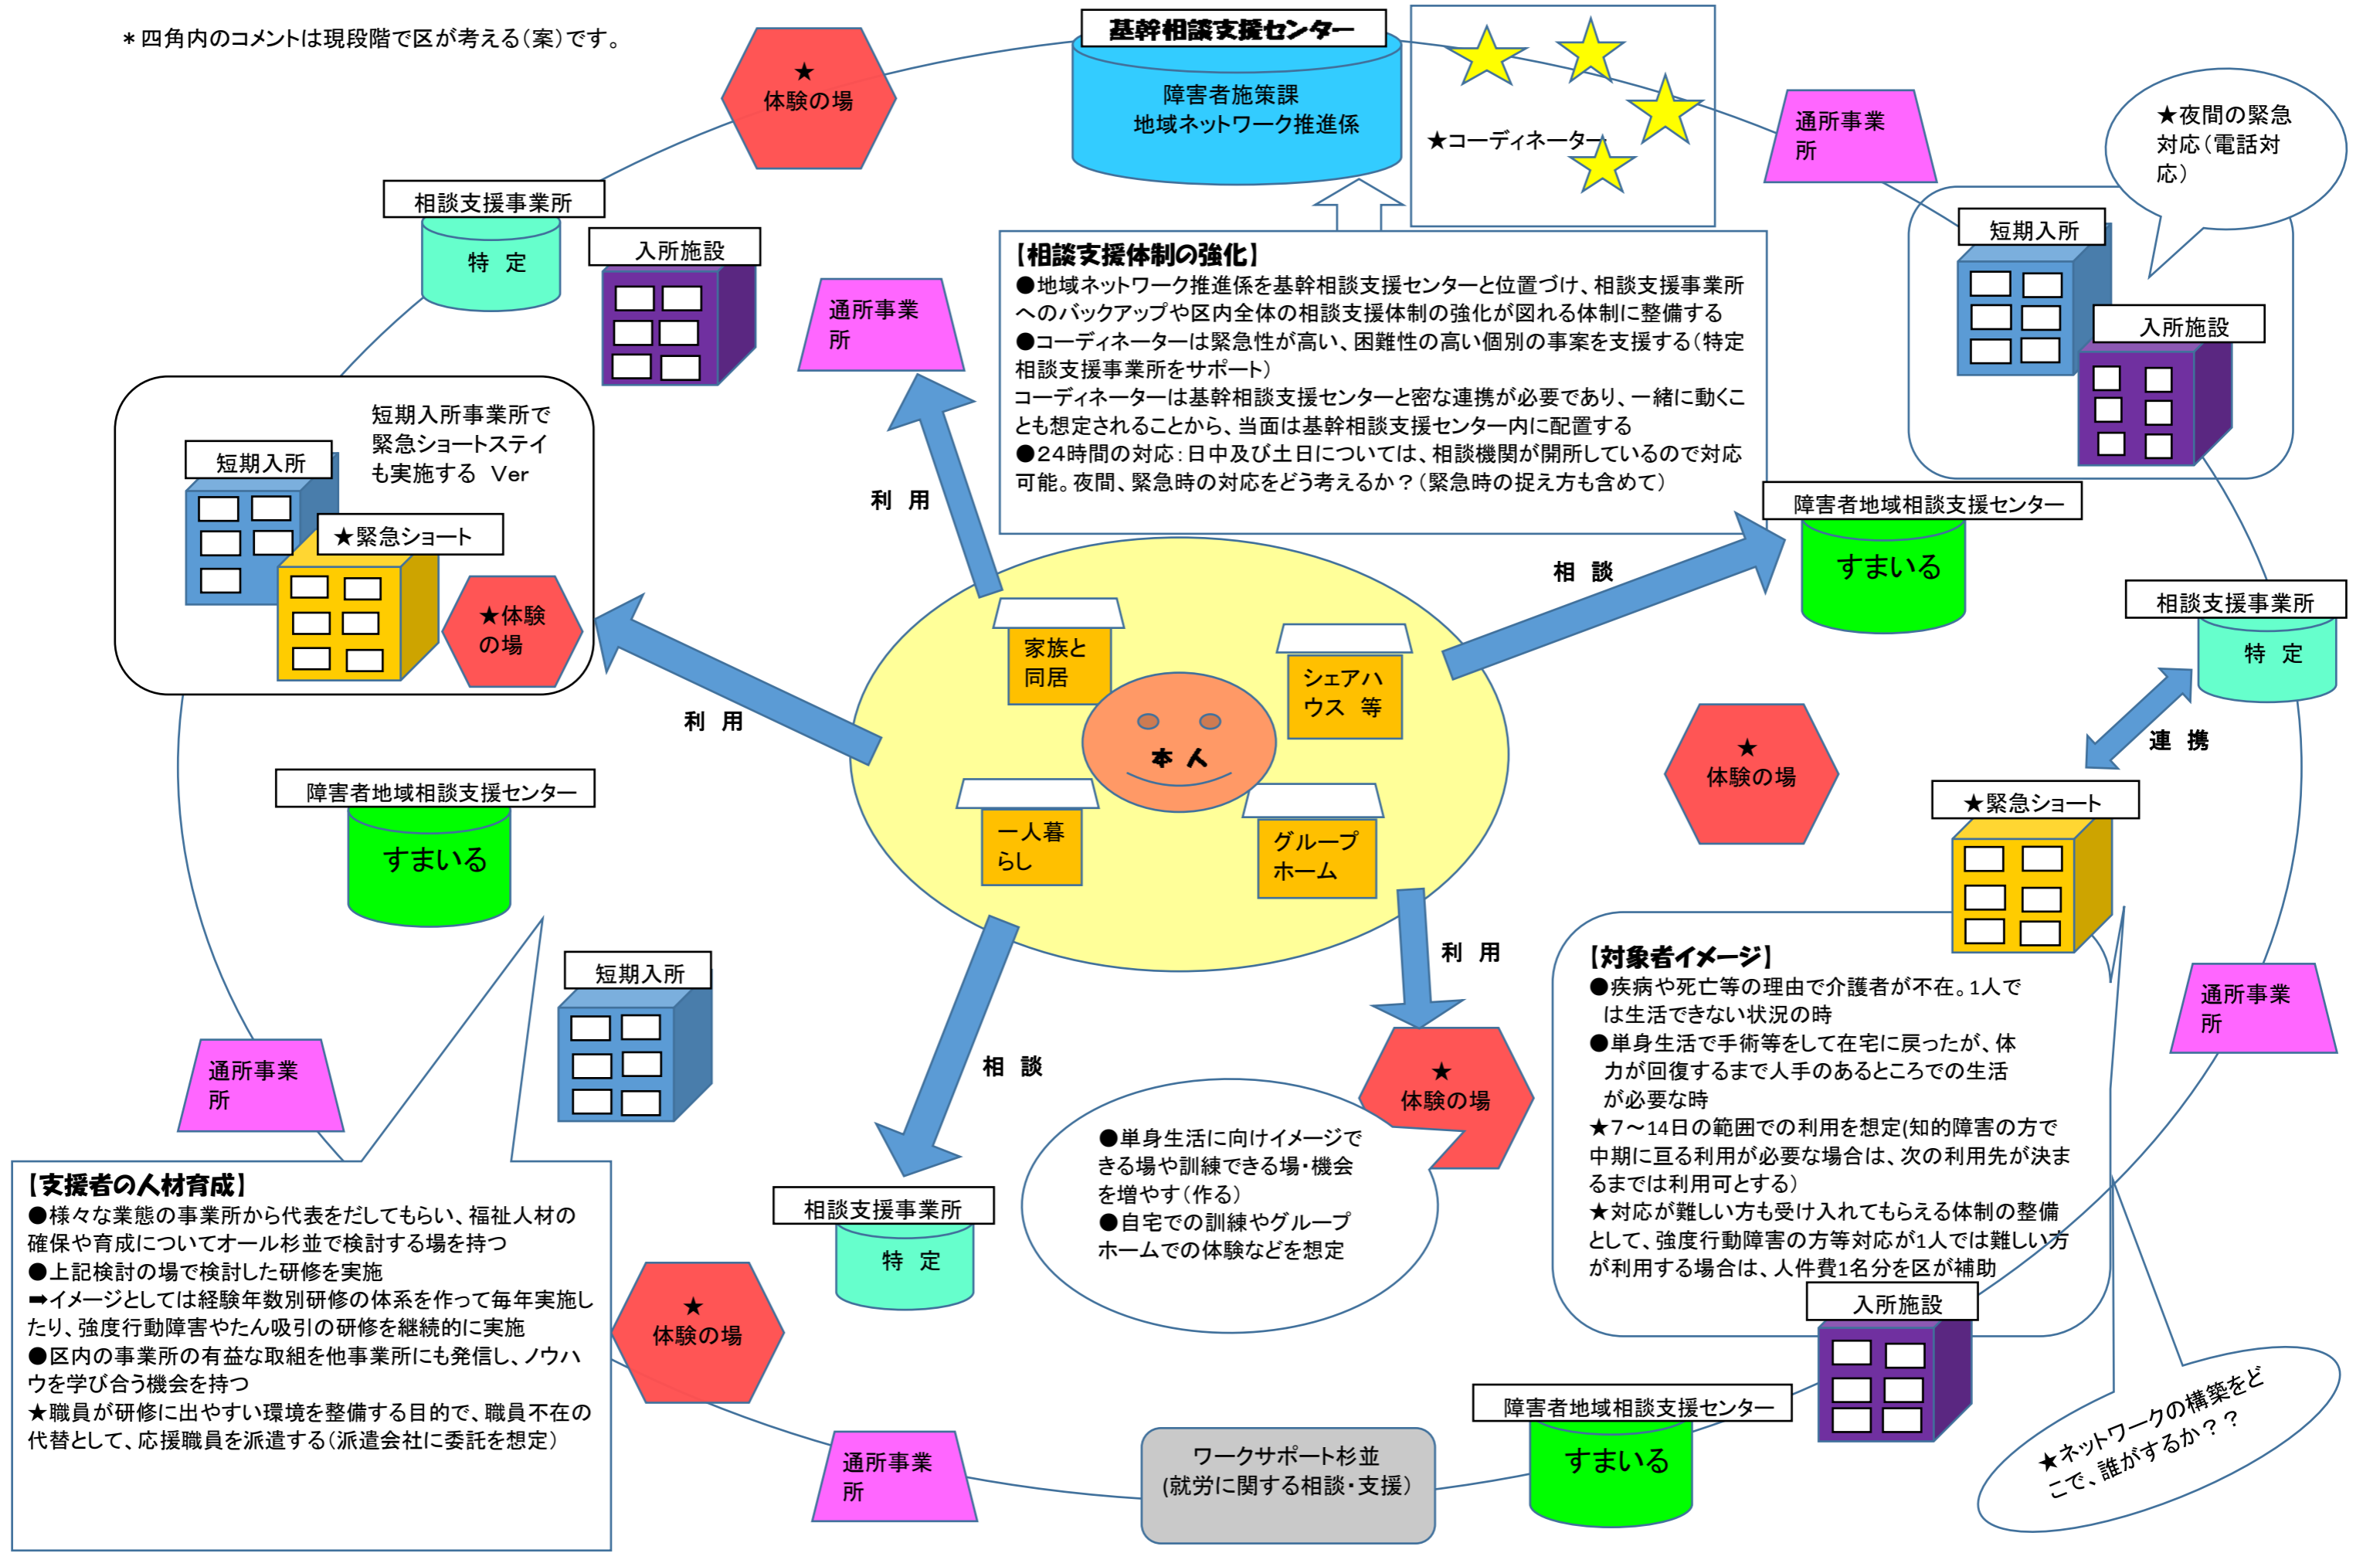 ＊四角内のコメントは現段階で区が考える（案）です。
★
体験の場
基幹相談支援センター
障害者施策課
地域ネットワーク推進係
★コーディネーター
通所事業
所
★夜間の緊急
対応（電話対
応）
相談支援事業所
特　定
入所施設
通所事業
所
【相談支援体制の強化】
●地域ネットワーク推進係を基幹相談支援センターと位置づけ、相談支援事業所
へのバックアップや区内全体の相談支援体制の強化が図れる体制に整備する
●コーディネーターは緊急性が高い、困難性の高い個別の事案を支援する（特定
相談支援事業所をサポート）
コーディネーターは基幹相談支援センターと密な連携が必要であり、一緒に動くこ
とも想定されることから、当面は基幹相談支援センター内に配置する
●２４時間の対応：日中及び土日については、相談機関が開所しているので対応
可能。夜間、緊急時の対応をどう考えるか？（緊急時の捉え方も含めて）
短期入所
入所施設
短期入所事業所で
緊急ショートステイ
も実施する　Ver
短期入所
★緊急ショート
★体験
の場
利　用
利　用
相　談
障害者地域相談支援センター
すまいる
相談支援事業所
特　定
連　携
家族と
同居
シェアハ
ウス　等
本　人
一人暮
らし
グループ
ホーム
★
体験の場
★緊急ショート
障害者地域相談支援センター
すまいる
短期入所
通所事業
所
相　談
利　用
★
体験の場
【対象者イメージ】
●疾病や死亡等の理由で介護者が不在。1人で
は生活できない状況の時
●単身生活で手術等をして在宅に戻ったが、体
力が回復するまで人手のあるところでの生活
が必要な時
★７～14日の範囲での利用を想定(知的障害の方で
中期に亘る利用が必要な場合は、次の利用先が決ま
るまでは利用可とする）
★対応が難しい方も受け入れてもらえる体制の整備
として、強度行動障害の方等対応が1人では難しい方
が利用する場合は、人件費1名分を区が補助
通所事業
所
●単身生活に向けイメージで
きる場や訓練できる場・機会
を増やす（作る）
●自宅での訓練やグループ
ホームでの体験などを想定
【支援者の人材育成】
●様々な業態の事業所から代表をだしてもらい、福祉人材の
確保や育成についてオール杉並で検討する場を持つ
●上記検討の場で検討した研修を実施
➡イメージとしては経験年数別研修の体系を作って毎年実施し
たり、強度行動障害やたん吸引の研修を継続的に実施
●区内の事業所の有益な取組を他事業所にも発信し、ノウハ
ウを学び合う機会を持つ
★職員が研修に出やすい環境を整備する目的で、職員不在の
代替として、応援職員を派遣する（派遣会社に委託を想定）
相談支援事業所
特　定
★
体験の場
入所施設
通所事業
所
ワークサポート杉並
(就労に関する相談・支援）
障害者地域相談支援センター
すまいる
★ネットワークの構築をど
こで、誰がするか？？